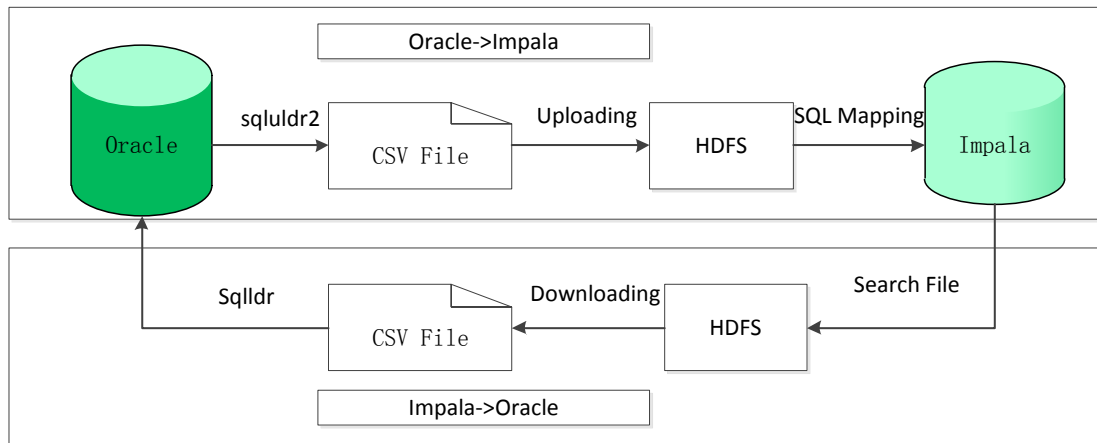 Oracle->Impala
Oracle
sqluldr2
CSV File
Uploading
HDFS
SQL Mapping
Impala
Sqlldr
CSV File
Downloading
HDFS
Search File
Impala->Oracle